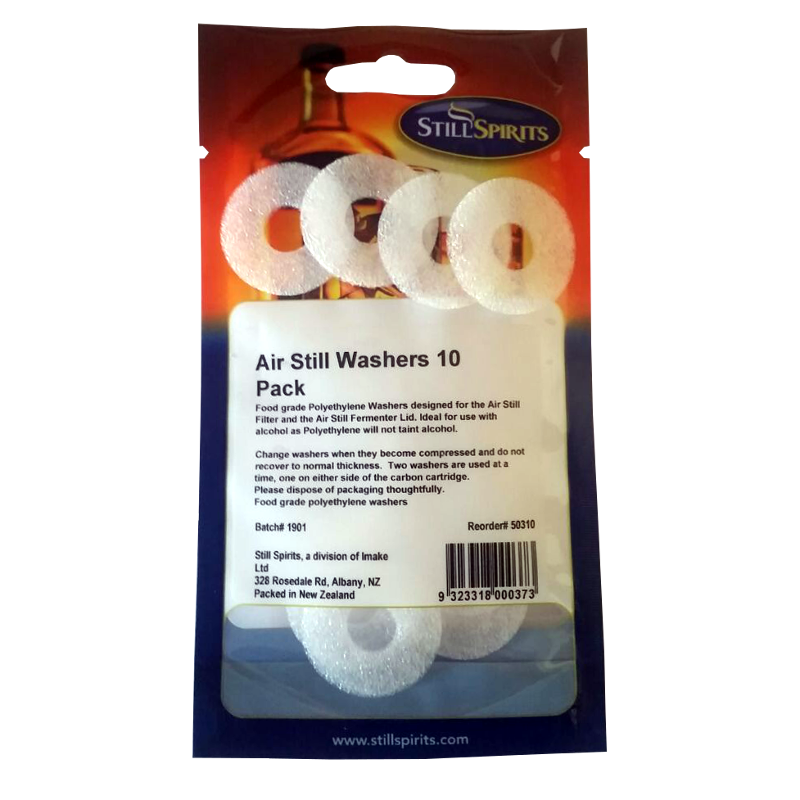 STILL SPIRITS
Air Still Washers 10
Pack
Food grade Polyethylene Washers designed for the Air Still
Filter and the Air Still Fermenter Lid. Ideal for use with
alcohol as Polyethylene will not taint alcohol.
Change washers when they become compressed and do not
recover to normal thickness. Two washers are used at a
time, one on either side of the carbon cartridge.
Please dispose of packaging thoughtfully.
Food grade polyethylene washers
Batch# 1901 Reorder# 50310
Still Spirits, a division of Imake
Ltd
328 Rosedale Rd, Albany, NZ
Packed in New Zealand
9 323318 000373
www.stillspirits.com